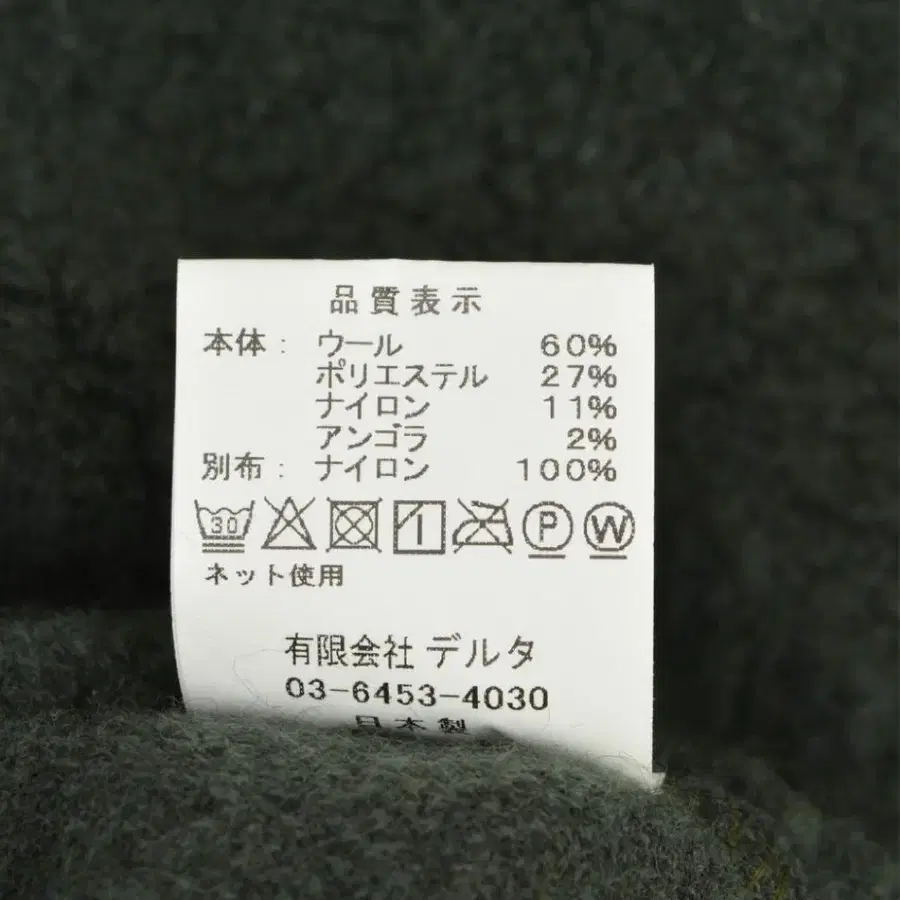 品質表示
本体： ウール 60%
ポリエステル 27%
ナイロン 11%
アンゴラ 2%
別布： ナイロン 100%
30 P W
ネット使用
有限会社 デルタ
03-6453-4030
日本製